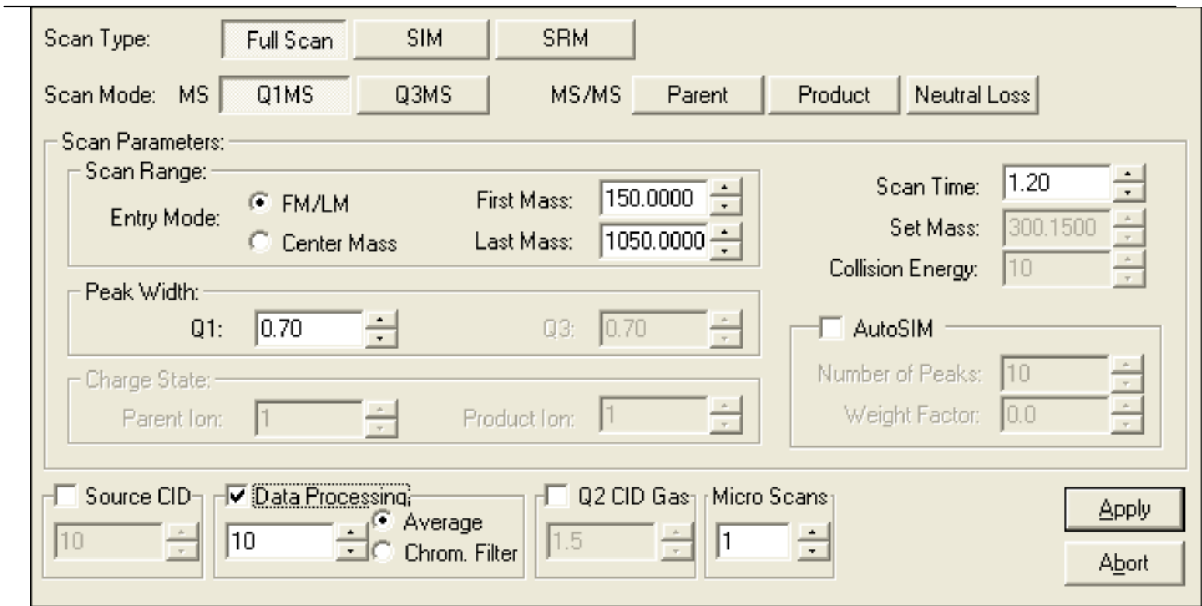 Scan Type: Full Scan SIM SRM
Scan Mode: MS Q1MS Q3MS MS/MS Parent Product Neutral Loss
Scan Parameters:
Scan Range:
Entry Mode: FM/LM First Mass: 150.0000
Center Mass Last Mass: 1050.0000
Scan Time: 1.20
Set Mass: 300.1500
Collision Energy: 10
Peak Width:
Q1: 0.70 Q3: 0.70
AutoSIM
Number of Peaks: 10
Weight Factor: 0.0
Charge State:
Parent Ion: 1 Product Ion: 1
Source CID
10
Data Processing
10 Average
Chrom. Filter
Q2 CID Gas
1.5
Micro Scans
1
Apply
Abort